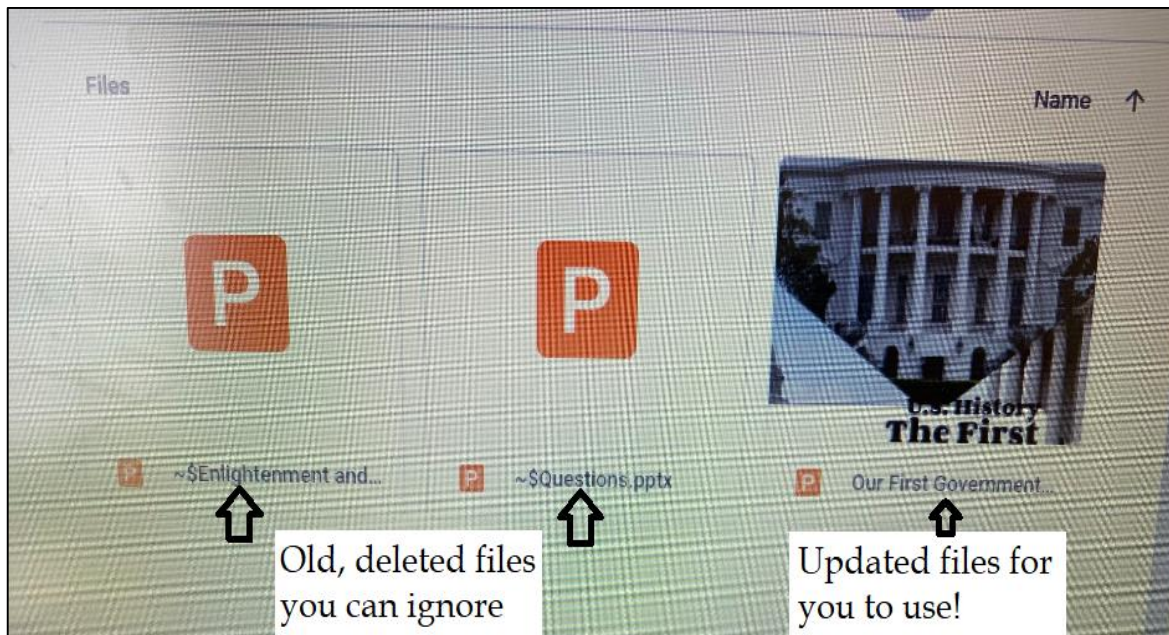 Files
Name ↑
P
P
U.S. History
The First
P ~$Enlightenment and...
P ~$Questions.pptx
P Our First Government...
Old, deleted files
you can ignore
Updated files for
you to use!